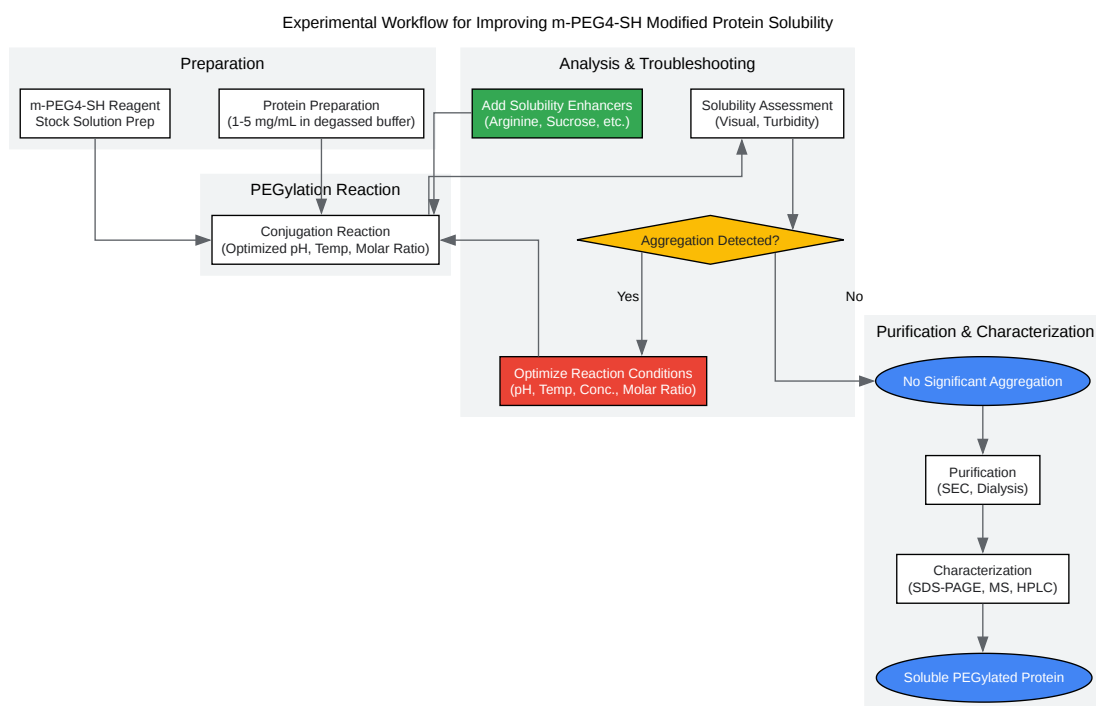 Experimental Workflow for Improving m-PEG4-SH Modified Protein Solubility
Preparation
m-PEG4-SH Reagent
Stock Solution Prep
Protein Preparation
(1-5 mg/mL in degassed buffer)
Analysis & Troubleshooting
Add Solubility Enhancers
(Arginine, Sucrose, etc.)
Solubility Assessment
(Visual, Turbidity)
PEGylation Reaction
Conjugation Reaction
(Optimized pH, Temp, Molar Ratio)
Aggregation Detected?
Yes
No
Optimize Reaction Conditions
(pH, Temp, Conc., Molar Ratio)
Purification & Characterization
No Significant Aggregation
Purification
(SEC, Dialysis)
Characterization
(SDS-PAGE, MS, HPLC)
Soluble PEGylated Protein